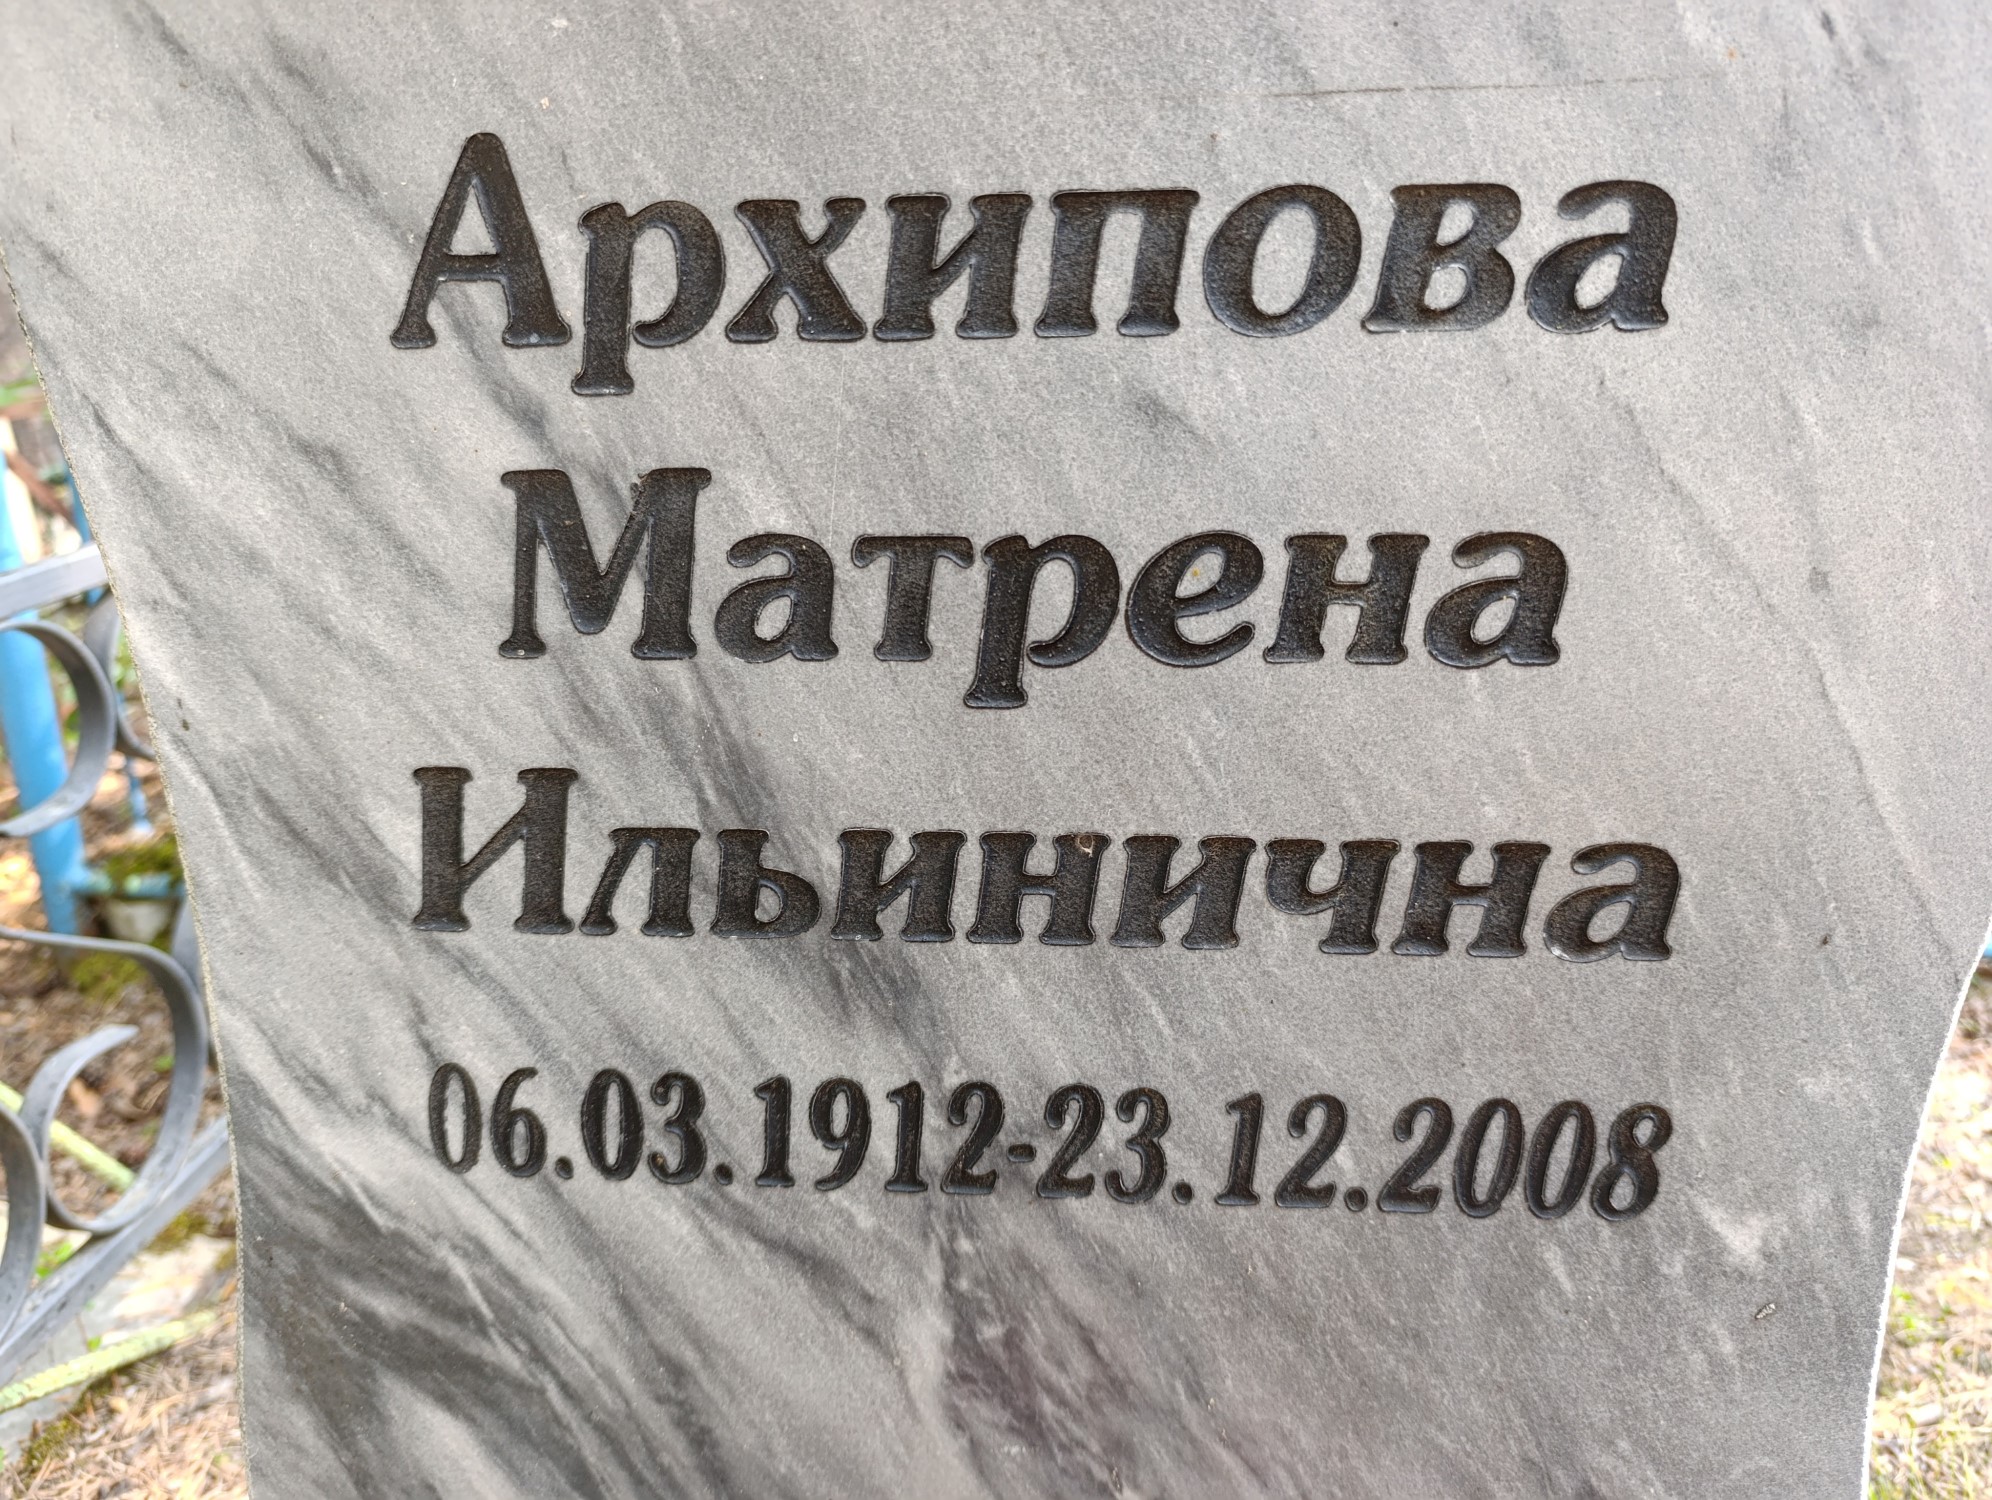 Архипова
Матрена
Ильинична
06.03.1912-23.12.2008